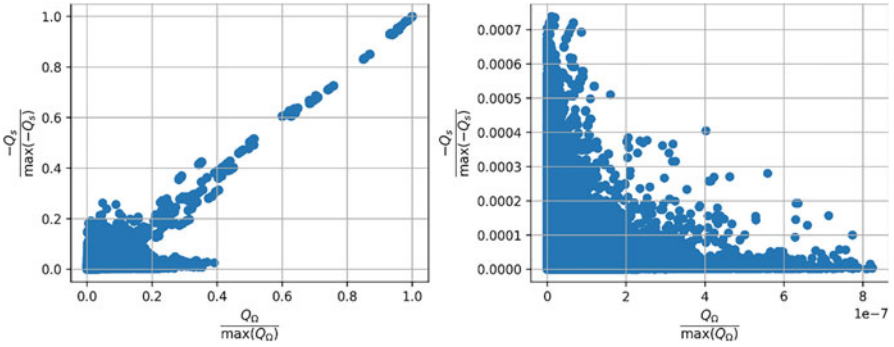 1.0
0.8
0.6
0.4
0.2
0.0
−Q_s
max(−Q_s)
0.0 0.2 0.4 0.6 0.8 1.0
Q_Ω
max(Q_Ω)
0.0007
0.0006
0.0005
0.0004
0.0003
0.0002
0.0001
0.0000
−Q_s
max(−Q_s)
0 2 4 6 8
1e-7
Q_Ω
max(Q_Ω)